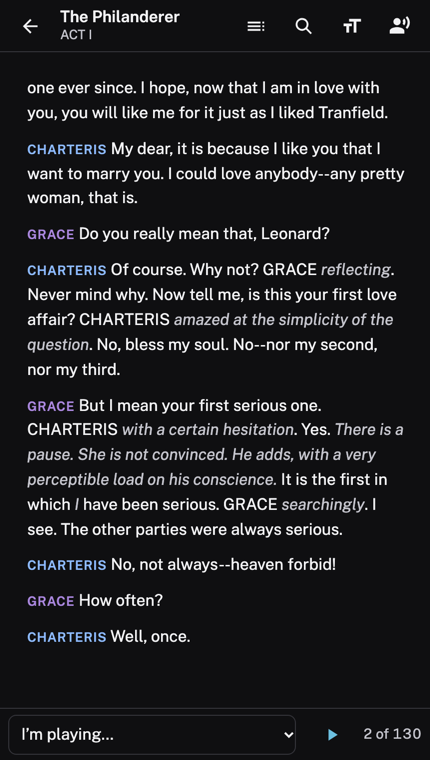 The Philanderer
ACT I
one ever since. I hope, now that I am in love with
you, you will like me for it just as I liked Tranfield.
CHARTERIS My dear, it is because I like you that I
want to marry you. I could love anybody--any pretty
woman, that is.
GRACE Do you really mean that, Leonard?
CHARTERIS Of course. Why not? GRACE reflecting.
Never mind why. Now tell me, is this your first love
affair? CHARTERIS amazed at the simplicity of the
question. No, bless my soul. No--nor my second,
nor my third.
GRACE But I mean your first serious one.
CHARTERIS with a certain hesitation. Yes. There is a
pause. She is not convinced. He adds, with a very
perceptible load on his conscience. It is the first in
which I have been serious. GRACE searchingly. I
see. The other parties were always serious.
CHARTERIS No, not always--heaven forbid!
GRACE How often?
CHARTERIS Well, once.
I'm playing...
2 of 130